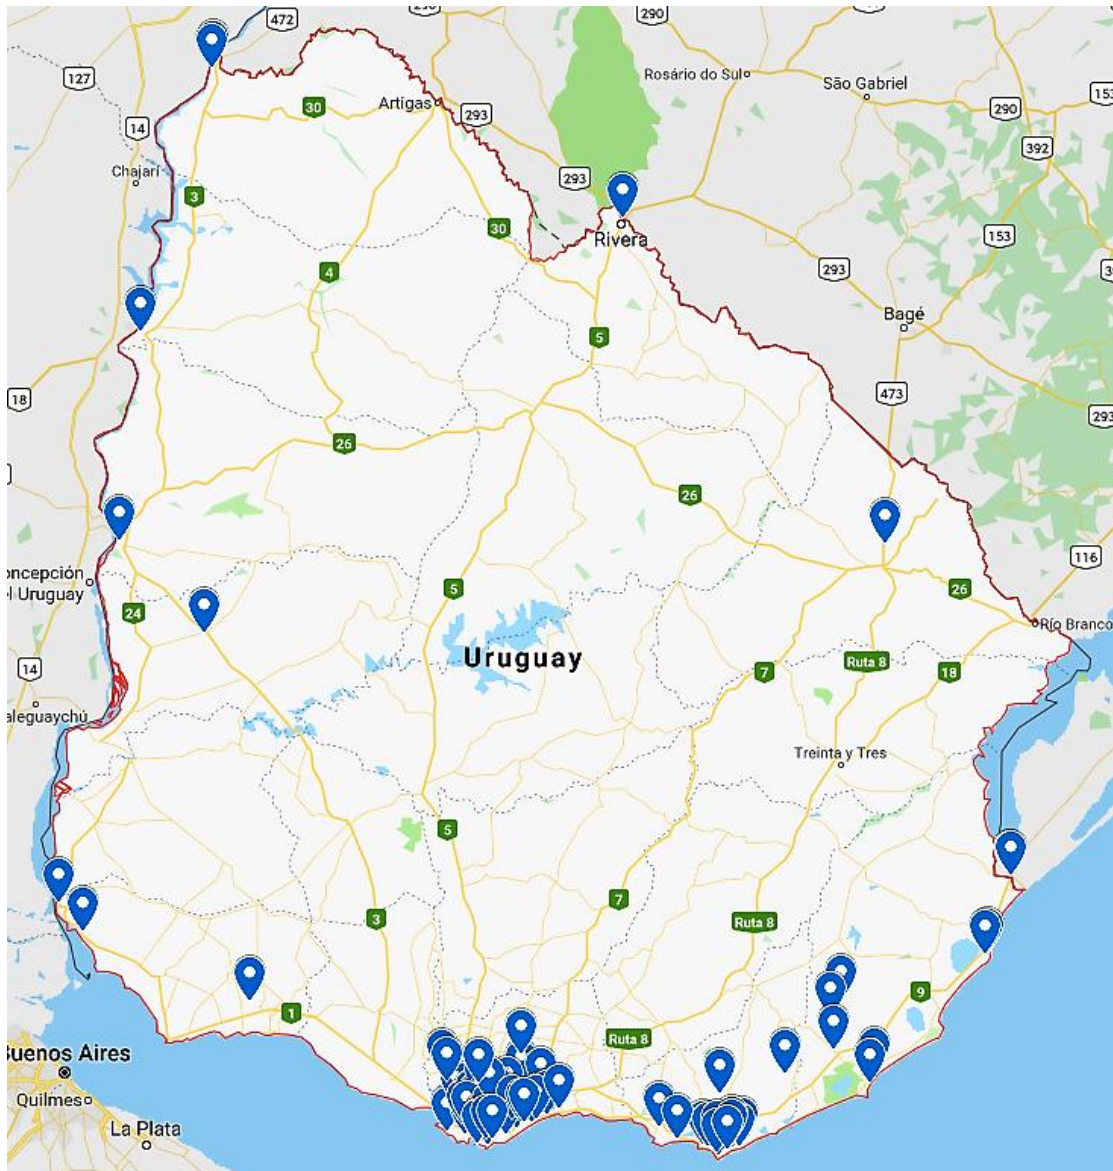 472
290
290
127
Rosário do Sul
São Gabriel
153
30
Artigas
293
290
14
392
Chajarí
293
3
Rivera
30
153
4
293
Bagé
5
18
473
293
26
26
oncepción
el Uruguay
116
5
26
24
Río Branco
14
Uruguay
7
Ruta 8
18
aleguaychú
Treinta y Tres
5
7
3
Ruta 8
9
1
Buenos Aires
Ruta 8
Quilmes
La Plata